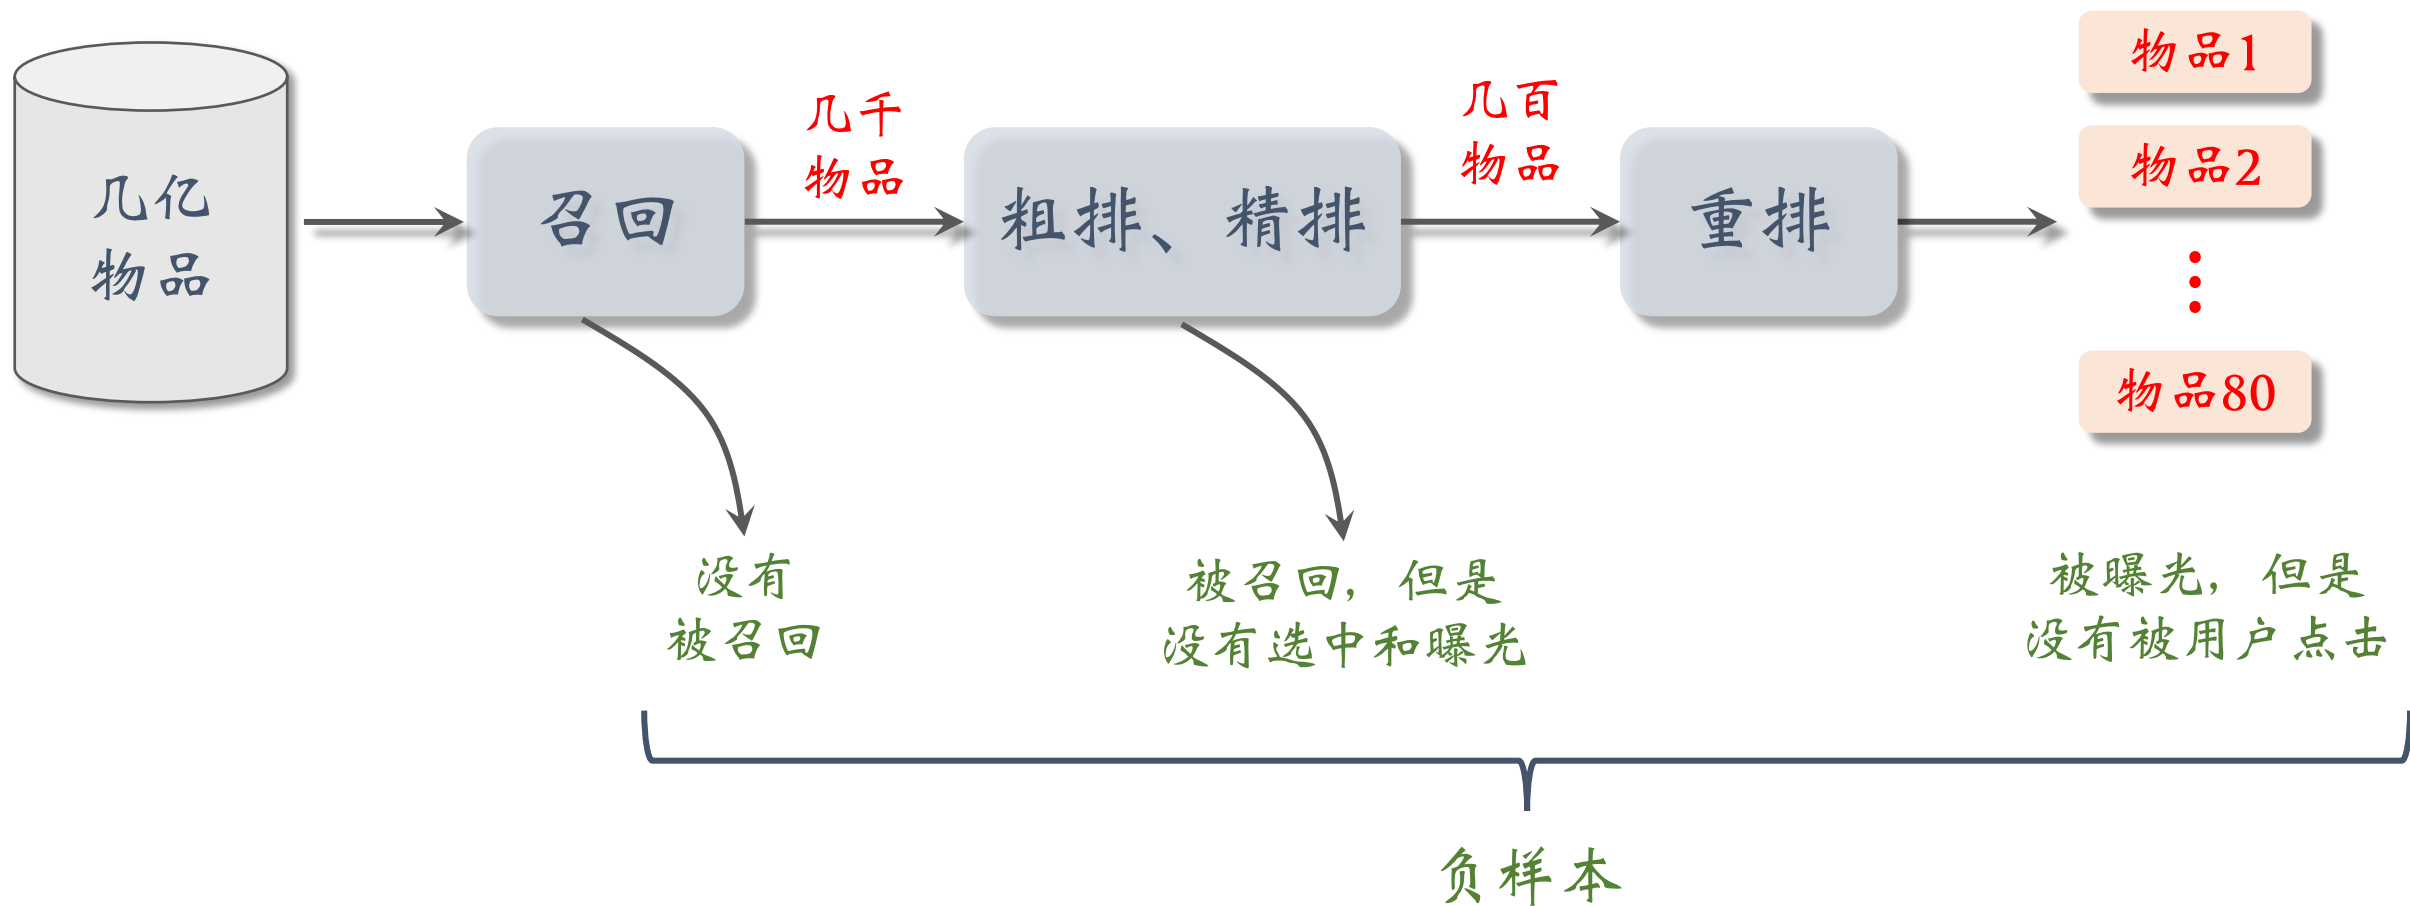 几亿
物品
召回
几千
物品
粗排、精排
几百
物品
重排
物品1
物品2
物品80
没有
被召回
被召回，但是
没有选中和曝光
被曝光，但是
没有被用户点击
负样本